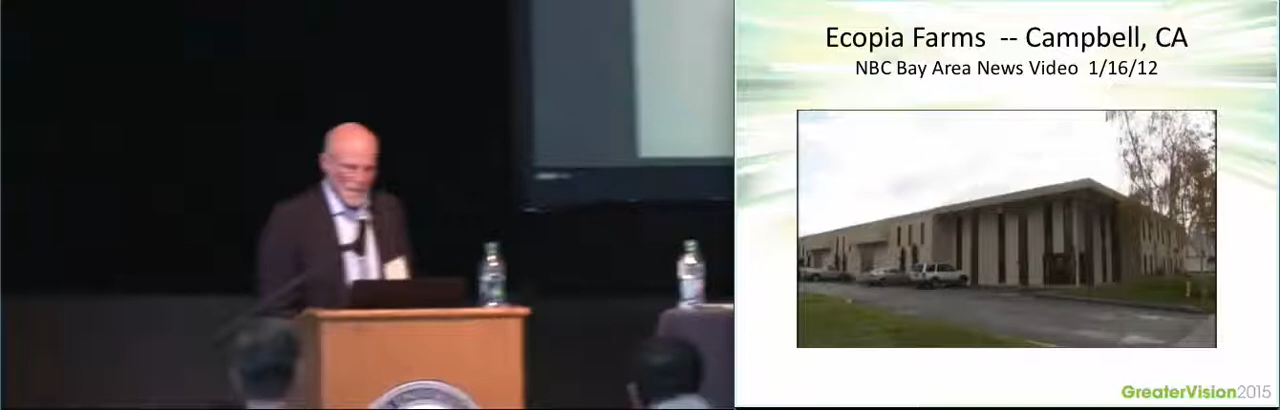 Ecopia Farms -- Campbell, CA
NBC Bay Area News Video 1/16/12
GreaterVision2015